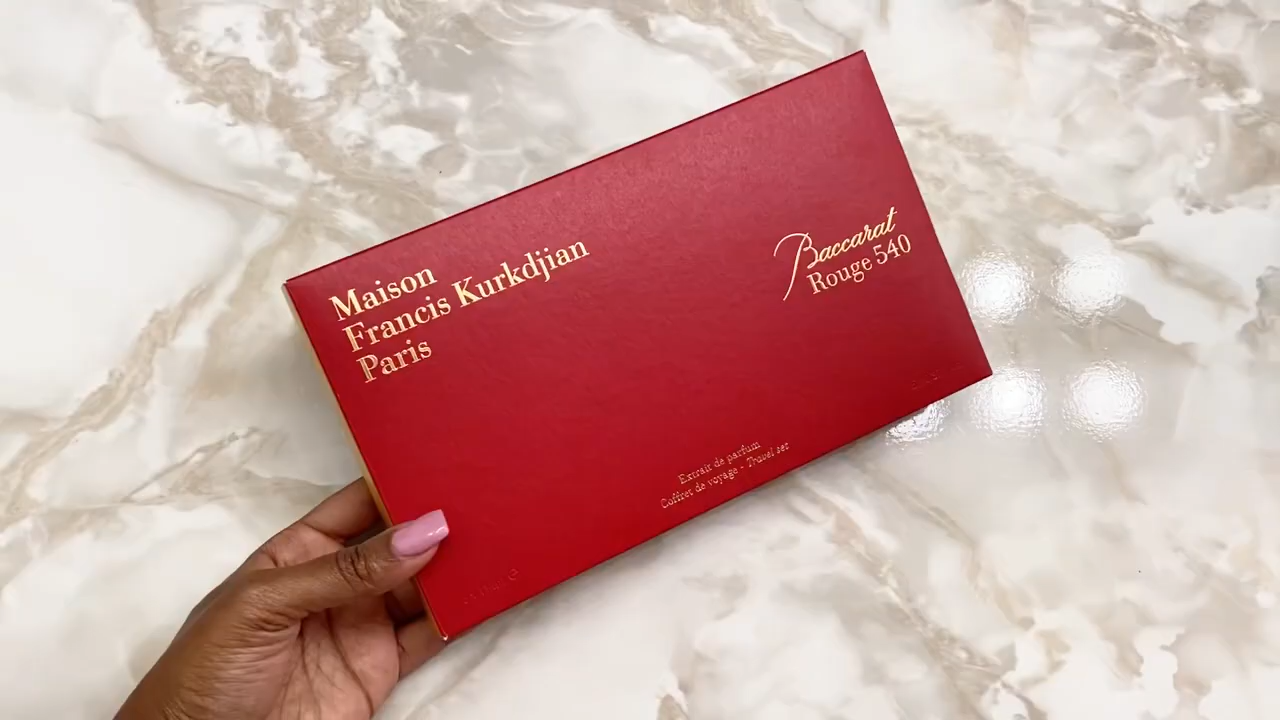 Maison
Francis Kurkdjian
Paris
Baccarat
Rouge 540
Extrait de parfum
Coffret de voyage - Travel set